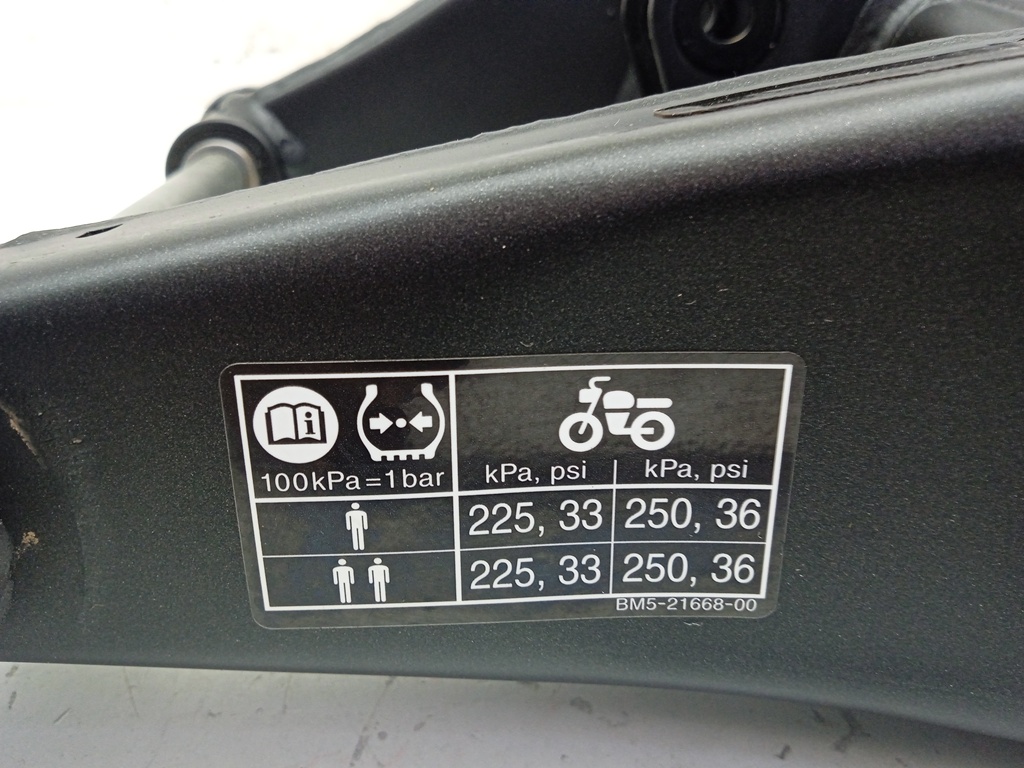 100kPa=1bar
kPa, psi kPa, psi
225, 33 250, 36
225, 33 250, 36
BM5-21668-00